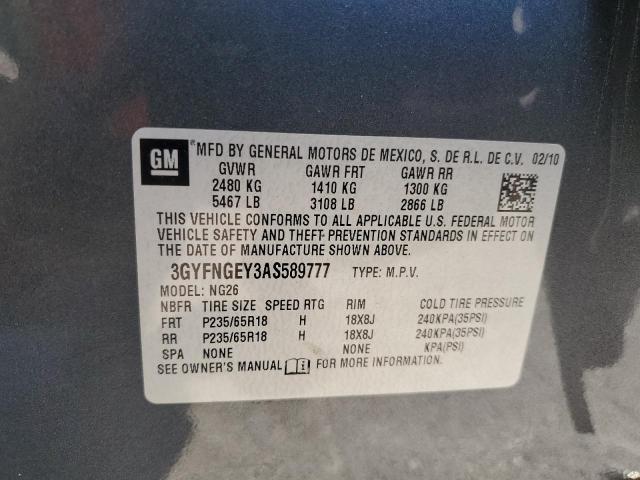 GM
*MFD BY GENERAL MOTORS DE MEXICO, S. DE R.L. DE C.V. 02/10
GVWR GAWR FRT GAWR RR
2480 KG 1410 KG 1300 KG
5467 LB 3108 LB 2866 LB
THIS VEHICLE CONFORMS TO ALL APPLICABLE U.S. FEDERAL MOTOR
VEHICLE SAFETY AND THEFT PREVENTION STANDARDS IN EFFECT ON
THE DATE OF MANUFACTURE SHOWN ABOVE.
3GYFNGEY3AS589777 TYPE: M.P.V.
MODEL: NG26
NBFR TIRE SIZE SPEED RTG RIM COLD TIRE PRESSURE
FRT P235/65R18 H 18X8J 240KPA(35PSI)
RR P235/65R18 H 18X8J 240KPA(35PSI)
SPA NONE NONE KPA(PSI)
SEE OWNER'S MANUAL FOR MORE INFORMATION.